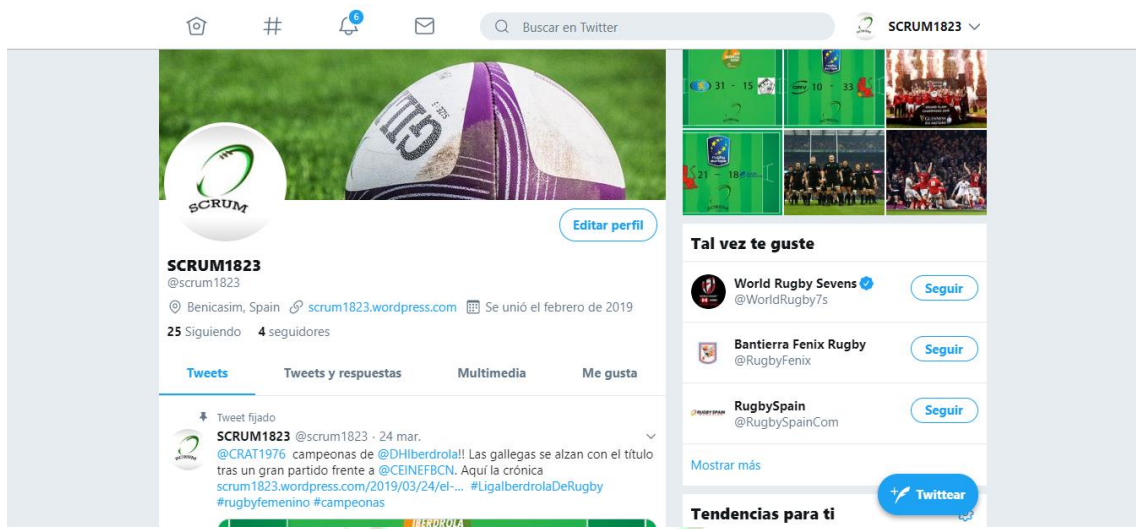 6
Buscar en Twitter
SCRUM1823
SCRUM
Editar perfil
SCRUM1823
@scrum1823
Benicasim, Spain scrum1823.wordpress.com Se unió el febrero de 2019
25 Siguiendo 4 seguidores
Tweets Tweets y respuestas Multimedia Me gusta
Tweet fijado
SCRUM1823 @scrum1823 · 24 mar.
@CRAT1976 campeonas de @DHIberdrola!! Las gallegas se alzan con el título
tras un gran partido frente a @CEINEFBCN. Aquí la crónica
scrum1823.wordpress.com/2019/03/24/el-... #LigaIberdrolaDeRugby
#rugbyfemenino #campeonas
IBERDROLA
31 - 15
10 - 33
21 - 18
Tal vez te guste
World Rugby Sevens
@WorldRugby7s
Seguir
Bantierra Fenix Rugby
@RugbyFenix
Seguir
RugbySpain
@RugbySpainCom
Seguir
Mostrar más
Twittear
Tendencias para ti